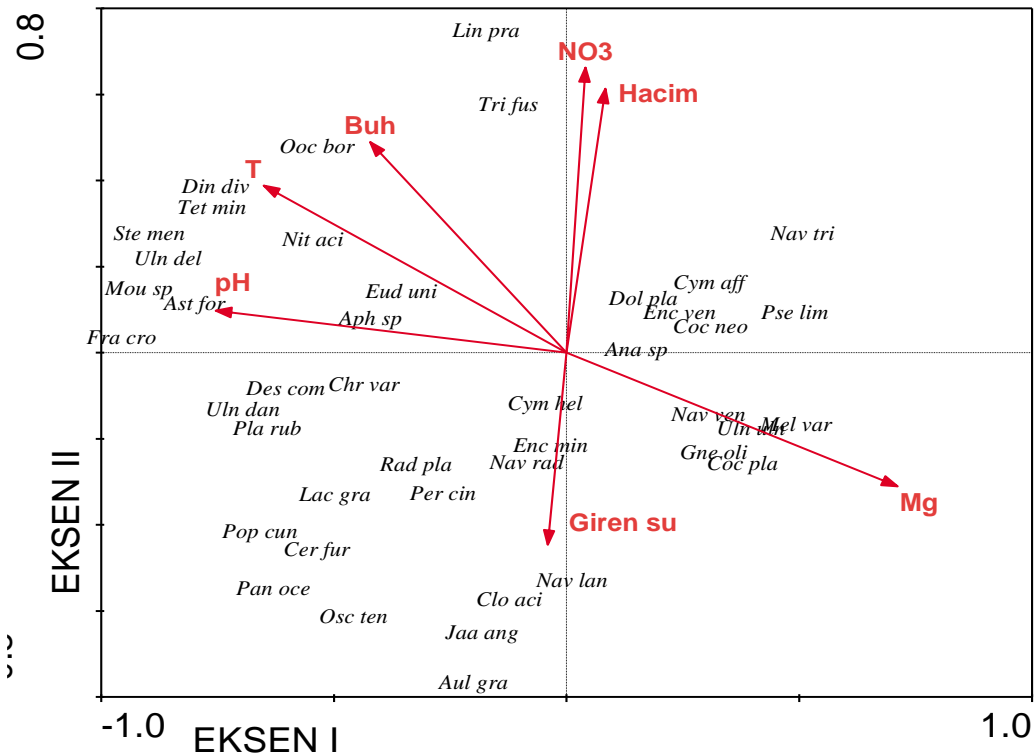 0.8
Lin pra
NO3
Hacim
Tri fus
Buh
Ooc bor
T
Din div
Tet min
Ste men
Nit aci
Nav tri
Uln del
pH
Mou sp
Ast for
Eud uni
Cym aff
Dol pla
Enc ven
Pse lim
Aph sp
Coc neo
Fra cro
Ana sp
Des com
Chr var
Uln dan
Cym hel
Nav ven
Pla rub
Uln
Mel var
Enc min
Gne oli
Rad pla
Nav rad
Coc pla
Lac gra
Per cin
Mg
Giren su
Pop cun
Cer fur
Pan oce
Nav lan
Clo aci
Osc ten
Jaa ang
Aul gra
EKSEN II
-1.0
EKSEN I
1.0